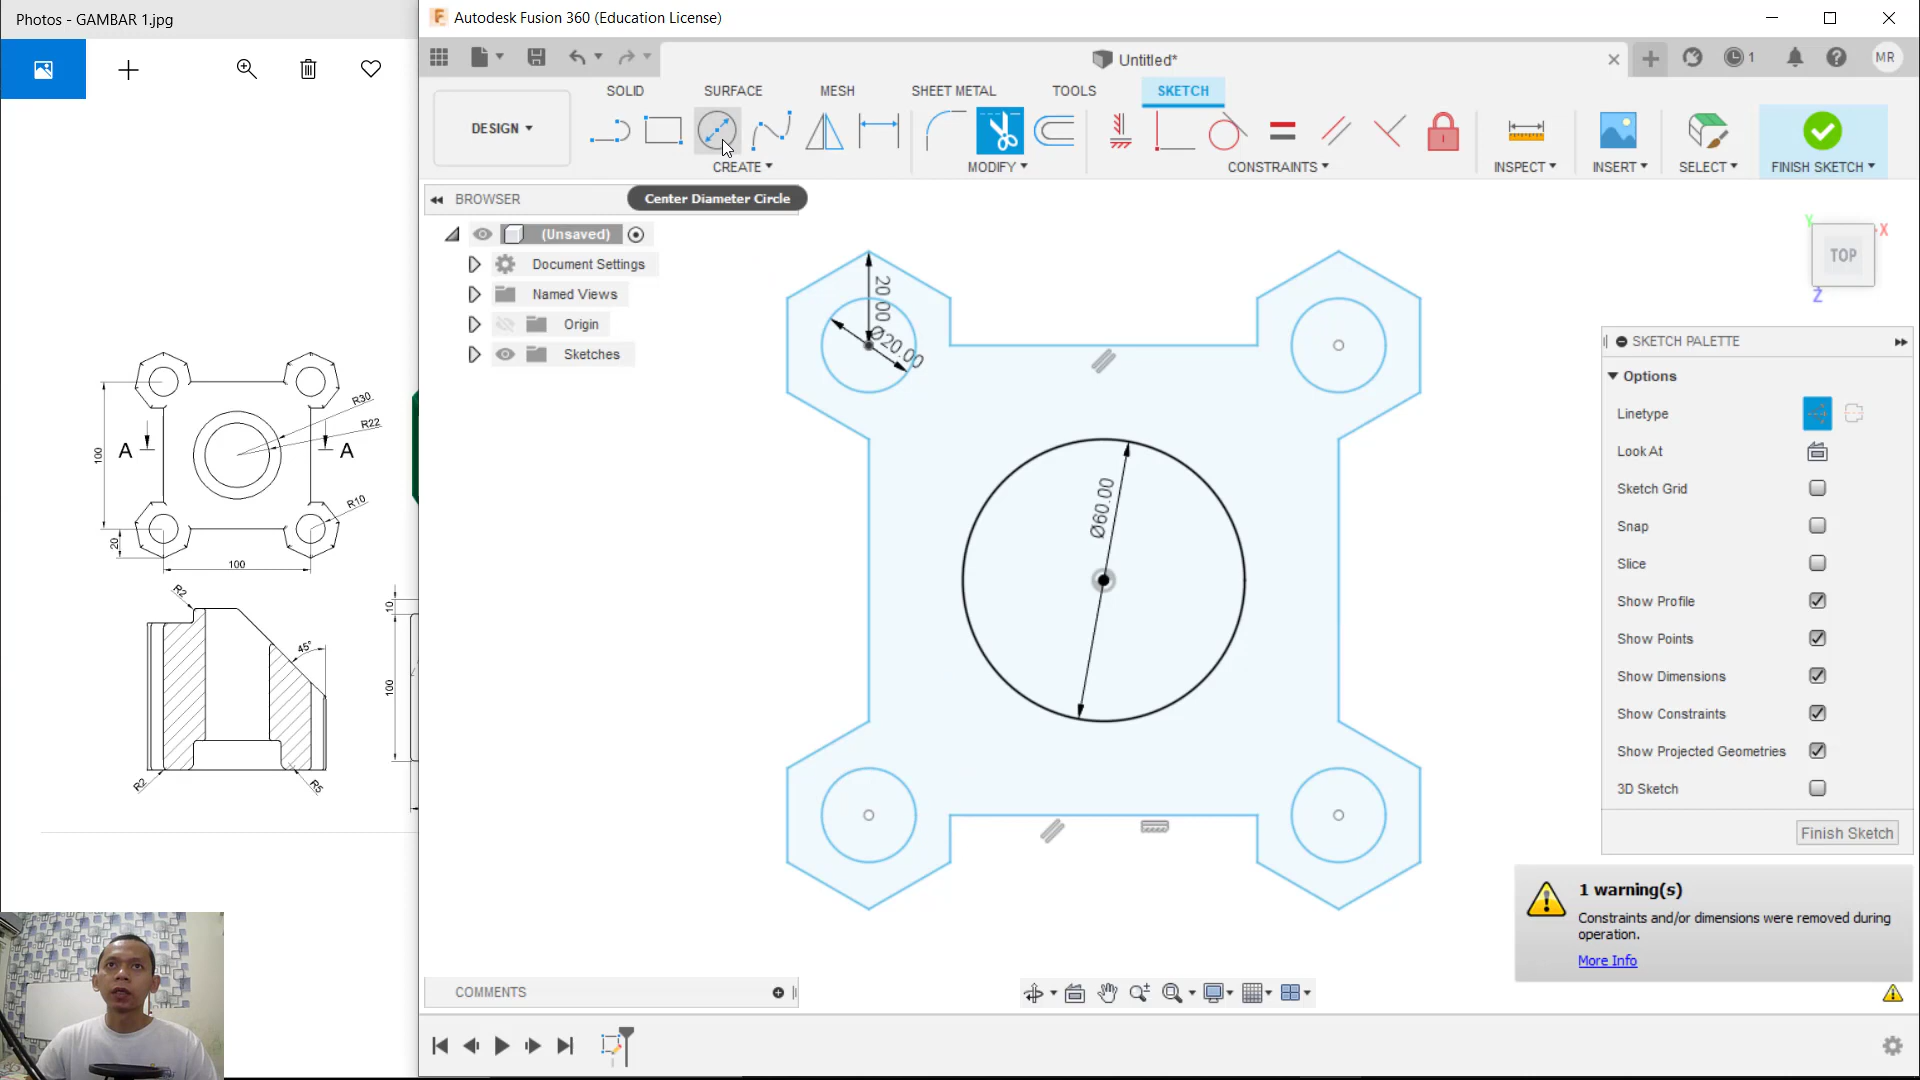 Photos - GAMBAR 1.jpg
Autodesk Fusion 360 (Education License)
Untitled*
1
MR
SOLID
SURFACE
MESH
SHEET METAL
TOOLS
SKETCH
DESIGN
CREATE
MODIFY
CONSTRAINTS
INSPECT
INSERT
SELECT
FINISH SKETCH
BROWSER
Center Diameter Circle
(Unsaved)
Document Settings
Named Views
Origin
Sketches
20.00
Ø20.00
Ø60.00
Y
X
TOP
Z
SKETCH PALETTE
Options
Linetype
Look At
Sketch Grid
Snap
Slice
Show Profile
Show Points
Show Dimensions
Show Constraints
Show Projected Geometries
3D Sketch
Finish Sketch
1 warning(s)
Constraints and/or dimensions were removed during
operation.
More Info
R30
R22
A
A
100
R10
20
100
R2
10
45°
100
R2
R5
COMMENTS